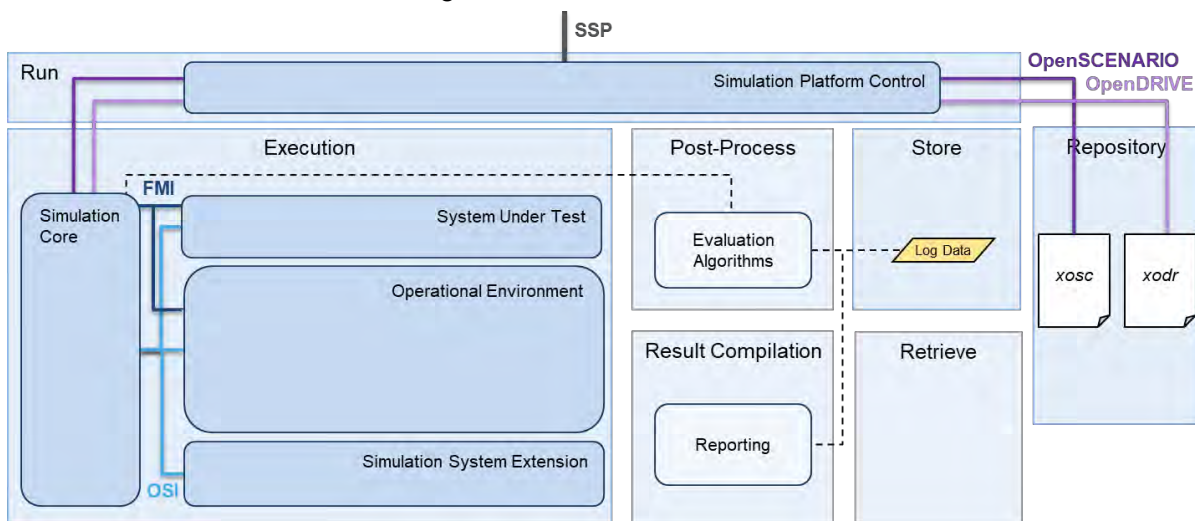 SSP
Run
Simulation Platform Control
OpenSCENARIO
OpenDRIVE
Execution
Post-Process
Store
Repository
FMI
Simulation
Core
System Under Test
Evaluation
Algorithms
Log Data
xosc
xodr
Operational Environment
Result Compilation
Retrieve
Reporting
Simulation System Extension
OSI